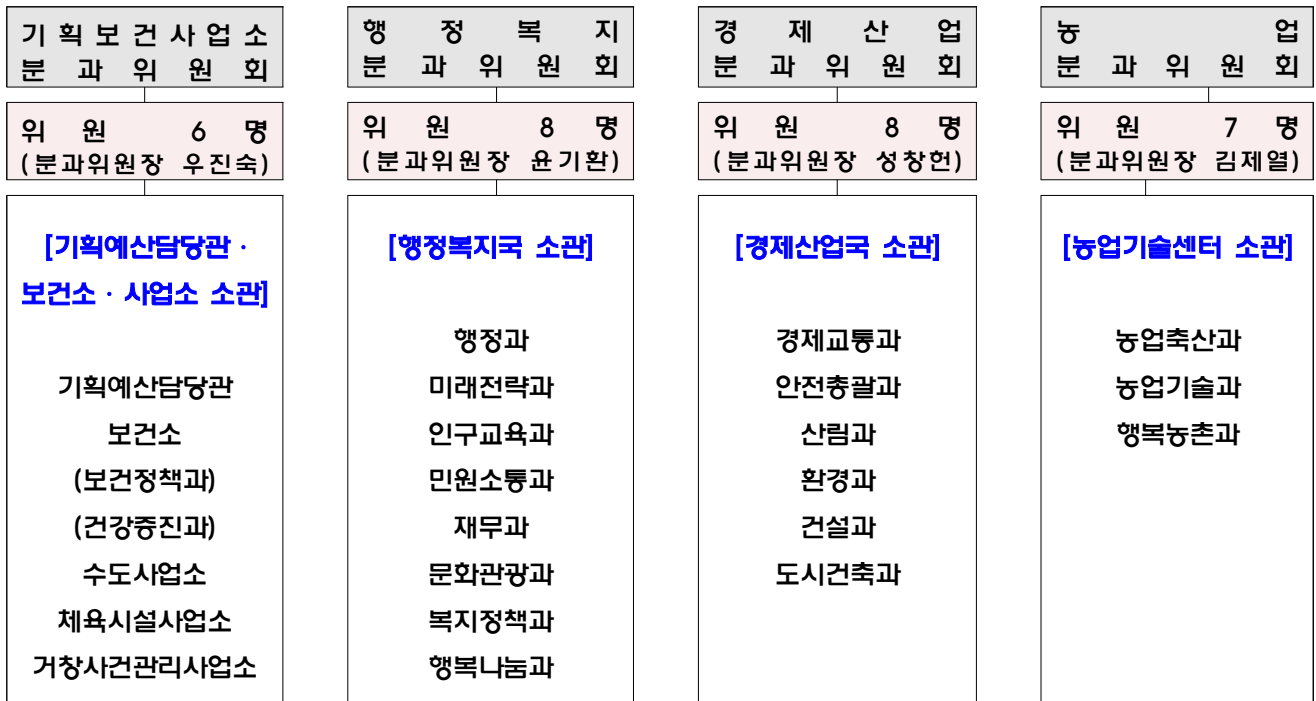 기획보건사업소
분과위원회
위원 6명
(분과위원장 우진숙)
[기획예산담당관 ·
보건소 · 사업소 소관]
기획예산담당관
보건소
(보건정책과)
(건강증진과)
수도사업소
체육시설사업소
거창사건관리사업소
행정복지
분과위원회
위원 8명
(분과위원장 윤기환)
[행정복지국 소관]
행정과
미래전략과
인구교육과
민원소통과
재무과
문화관광과
복지정책과
행복나눔과
경제산업
분과위원회
위원 8명
(분과위원장 성창헌)
[경제산업국 소관]
경제교통과
안전총괄과
산림과
환경과
건설과
도시건축과
농업
분과위원회
위원 7명
(분과위원장 김제열)
[농업기술센터 소관]
농업축산과
농업기술과
행복농촌과